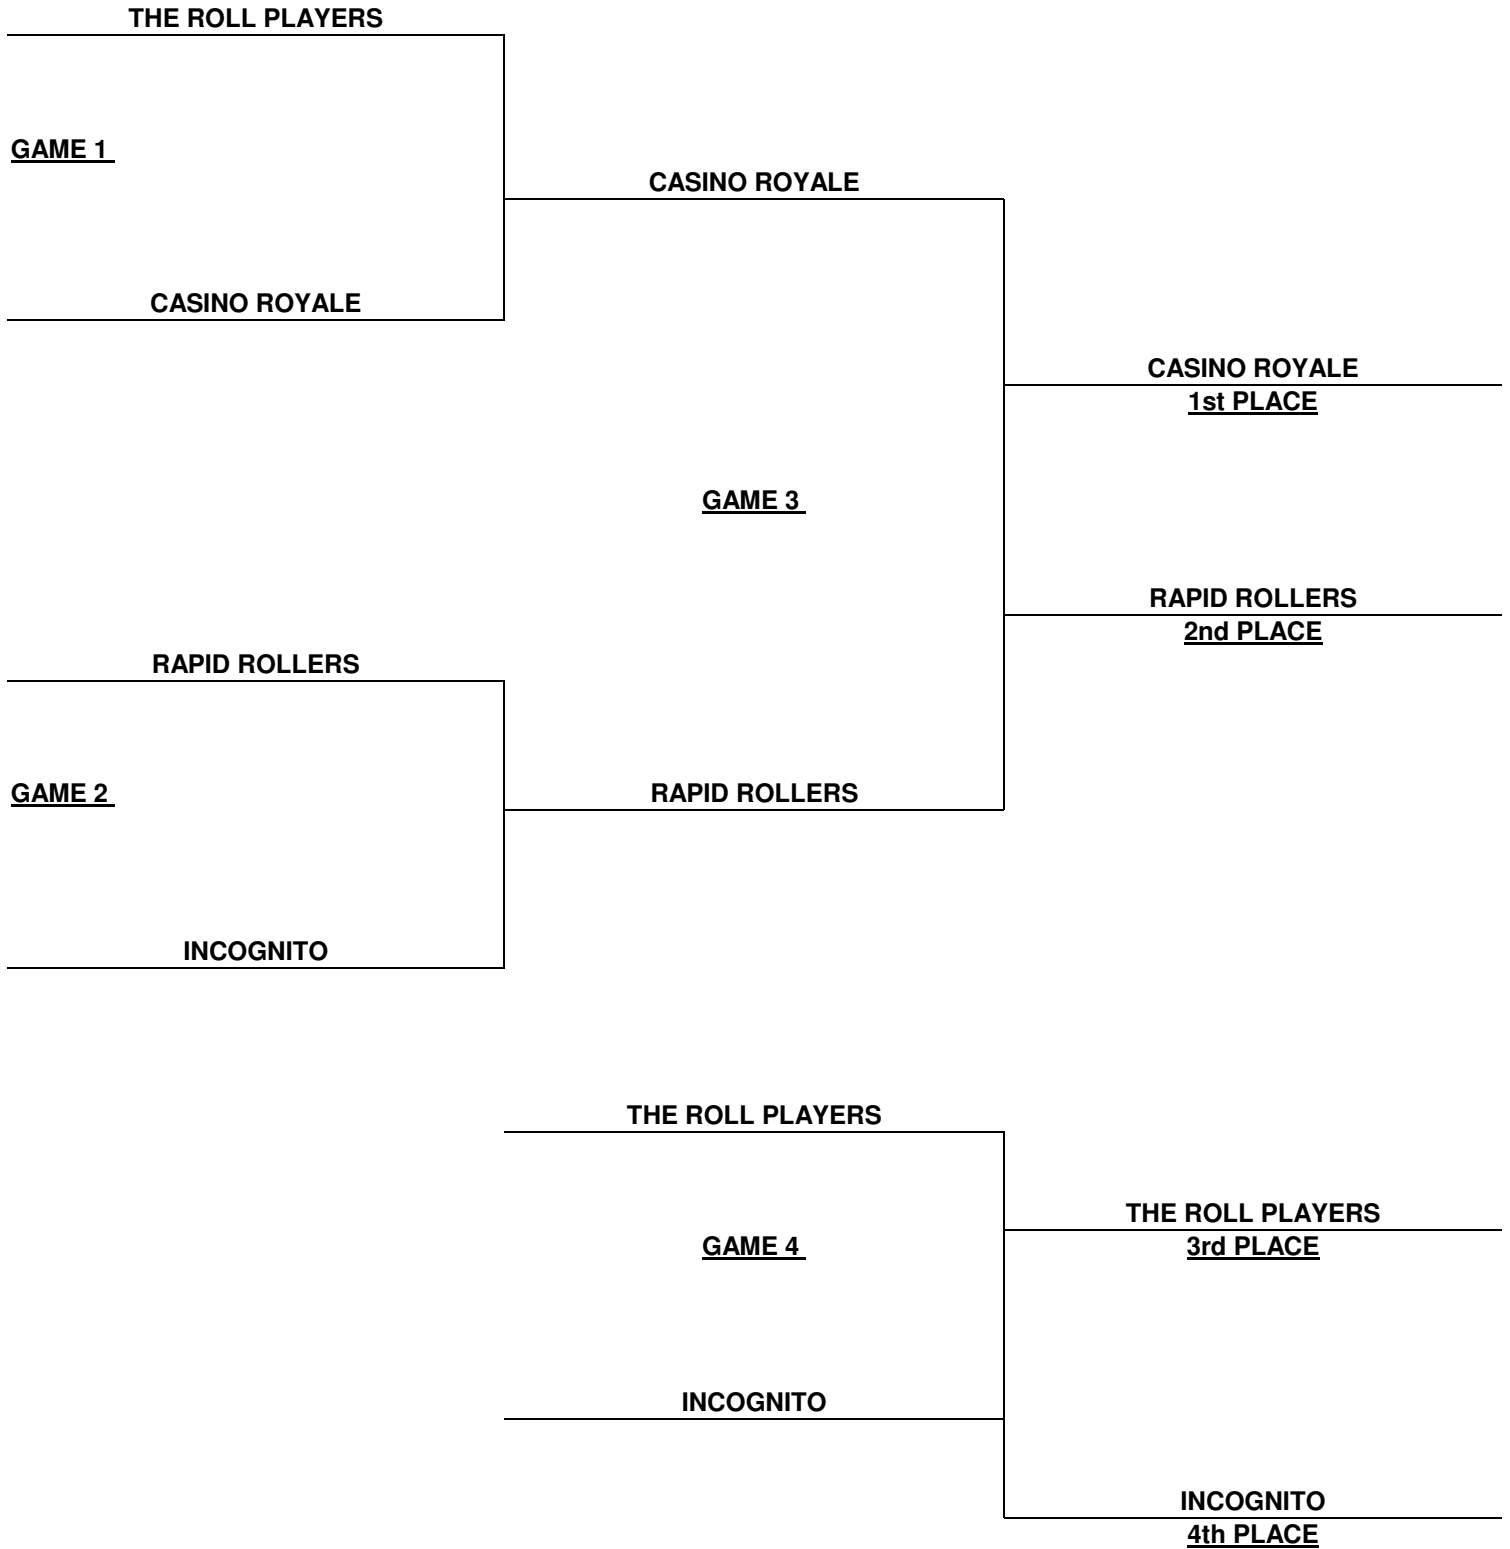 THE ROLL PLAYERS
GAME 1
CASINO ROYALE
CASINO ROYALE
CASINO ROYALE
1st PLACE
GAME 3
RAPID ROLLERS
2nd PLACE
RAPID ROLLERS
GAME 2
RAPID ROLLERS
INCOGNITO
THE ROLL PLAYERS
THE ROLL PLAYERS
GAME 4
3rd PLACE
INCOGNITO
INCOGNITO
4th PLACE